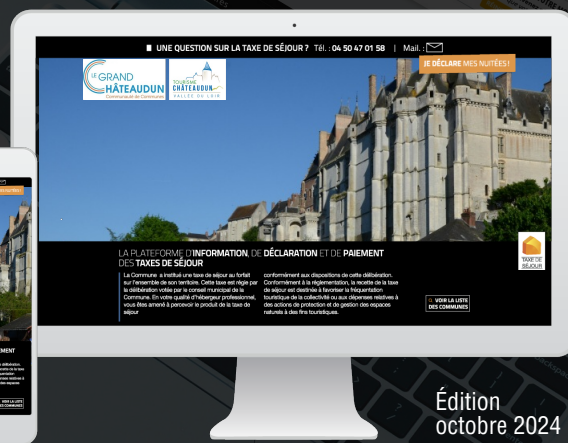 UNE QUESTION SUR LA TAXE DE SÉJOUR ? Tél. : 04 50 47 01 58 | Mail. :
JE DÉCLARE MES NUITÉES !
LE GRAND
CHÂTEAUDUN
Communauté de Communes
TOURISME
CHÂTEAUDUN
VALLÉE DU LOIR
LA PLATEFORME D'INFORMATION, DE DÉCLARATION ET DE PAIEMENT
DES TAXES DE SÉJOUR
La Commune a institué une taxe de séjour au forfait
sur l'ensemble de son territoire. Cette taxe est régie par
la délibération votée par le conseil municipal de la
Commune. En votre qualité d'hébergeur professionnel,
vous êtes amené à percevoir le produit de la taxe de
séjour
conformément aux dispositions de cette délibération.
Conformément à la réglementation, la recette de la taxe
de séjour est destinée à favoriser la fréquentation
touristique de la collectivité ou aux dépenses relatives à
des actions de protection et de gestion des espaces
naturels à des fins touristiques.
VOIR LA LISTE
DES COMMUNES
TAXE DE
SÉJOUR
Édition
octobre 2024